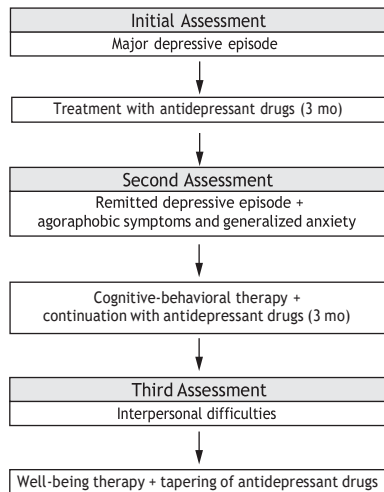 Initial Assessment
Major depressive episode
Treatment with antidepressant drugs (3 mo)
Second Assessment
Remitted depressive episode +
agoraphobic symptoms and generalized anxiety
Cognitive-behavioral therapy +
continuation with antidepressant drugs (3 mo)
Third Assessment
Interpersonal difficulties
Well-being therapy + tapering of antidepressant drugs